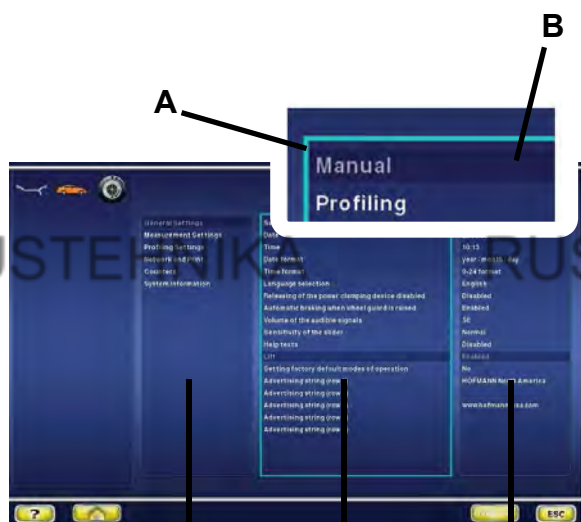 B
A
Manual
Profiling
General Settings
Measurement Settings
Profiling Settings
Network and Print
Counters
System Information
Date
Time
Date format
Time format
Language selection
Releasing of the power clamping device disabled
Automatic braking when wheel guard is raised
Volume of the audible signals
Sensitivity of the slider
Help texts
Lift
Setting factory default modes of operation
Advertising string (row
Advertising string (row
Advertising string (row
Advertising string (row
Advertising string (row
10:15
year - month - day
0-24 format
English
Disabled
Enabled
50
Normal
Disabled
Enabled
No
HOFMANN North America
USTEHNIKA
RUS
?
ESC